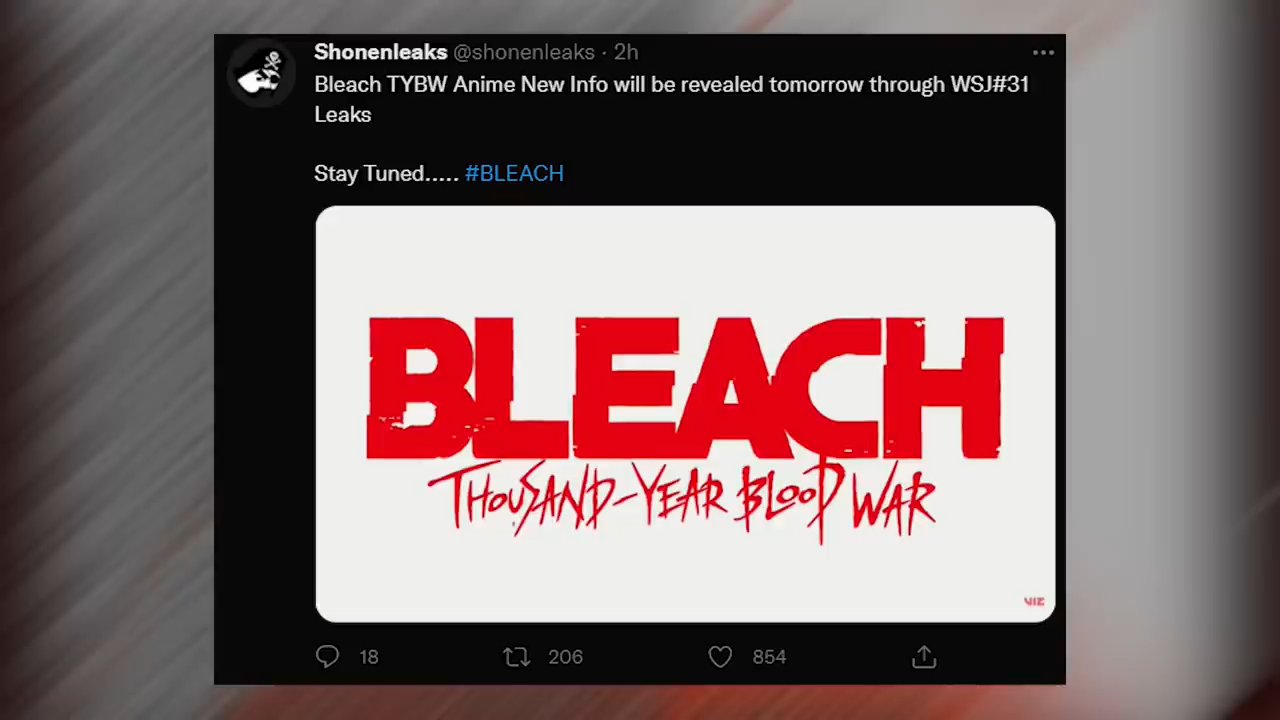 Shonenleaks @shonenleaks · 2h
Bleach TYBW Anime New Info will be revealed tomorrow through WSJ#31
Leaks
Stay Tuned..... #BLEACH
BLEACH
THOUSAND-YEAR BLOOD WAR
VIZ
18 206 854